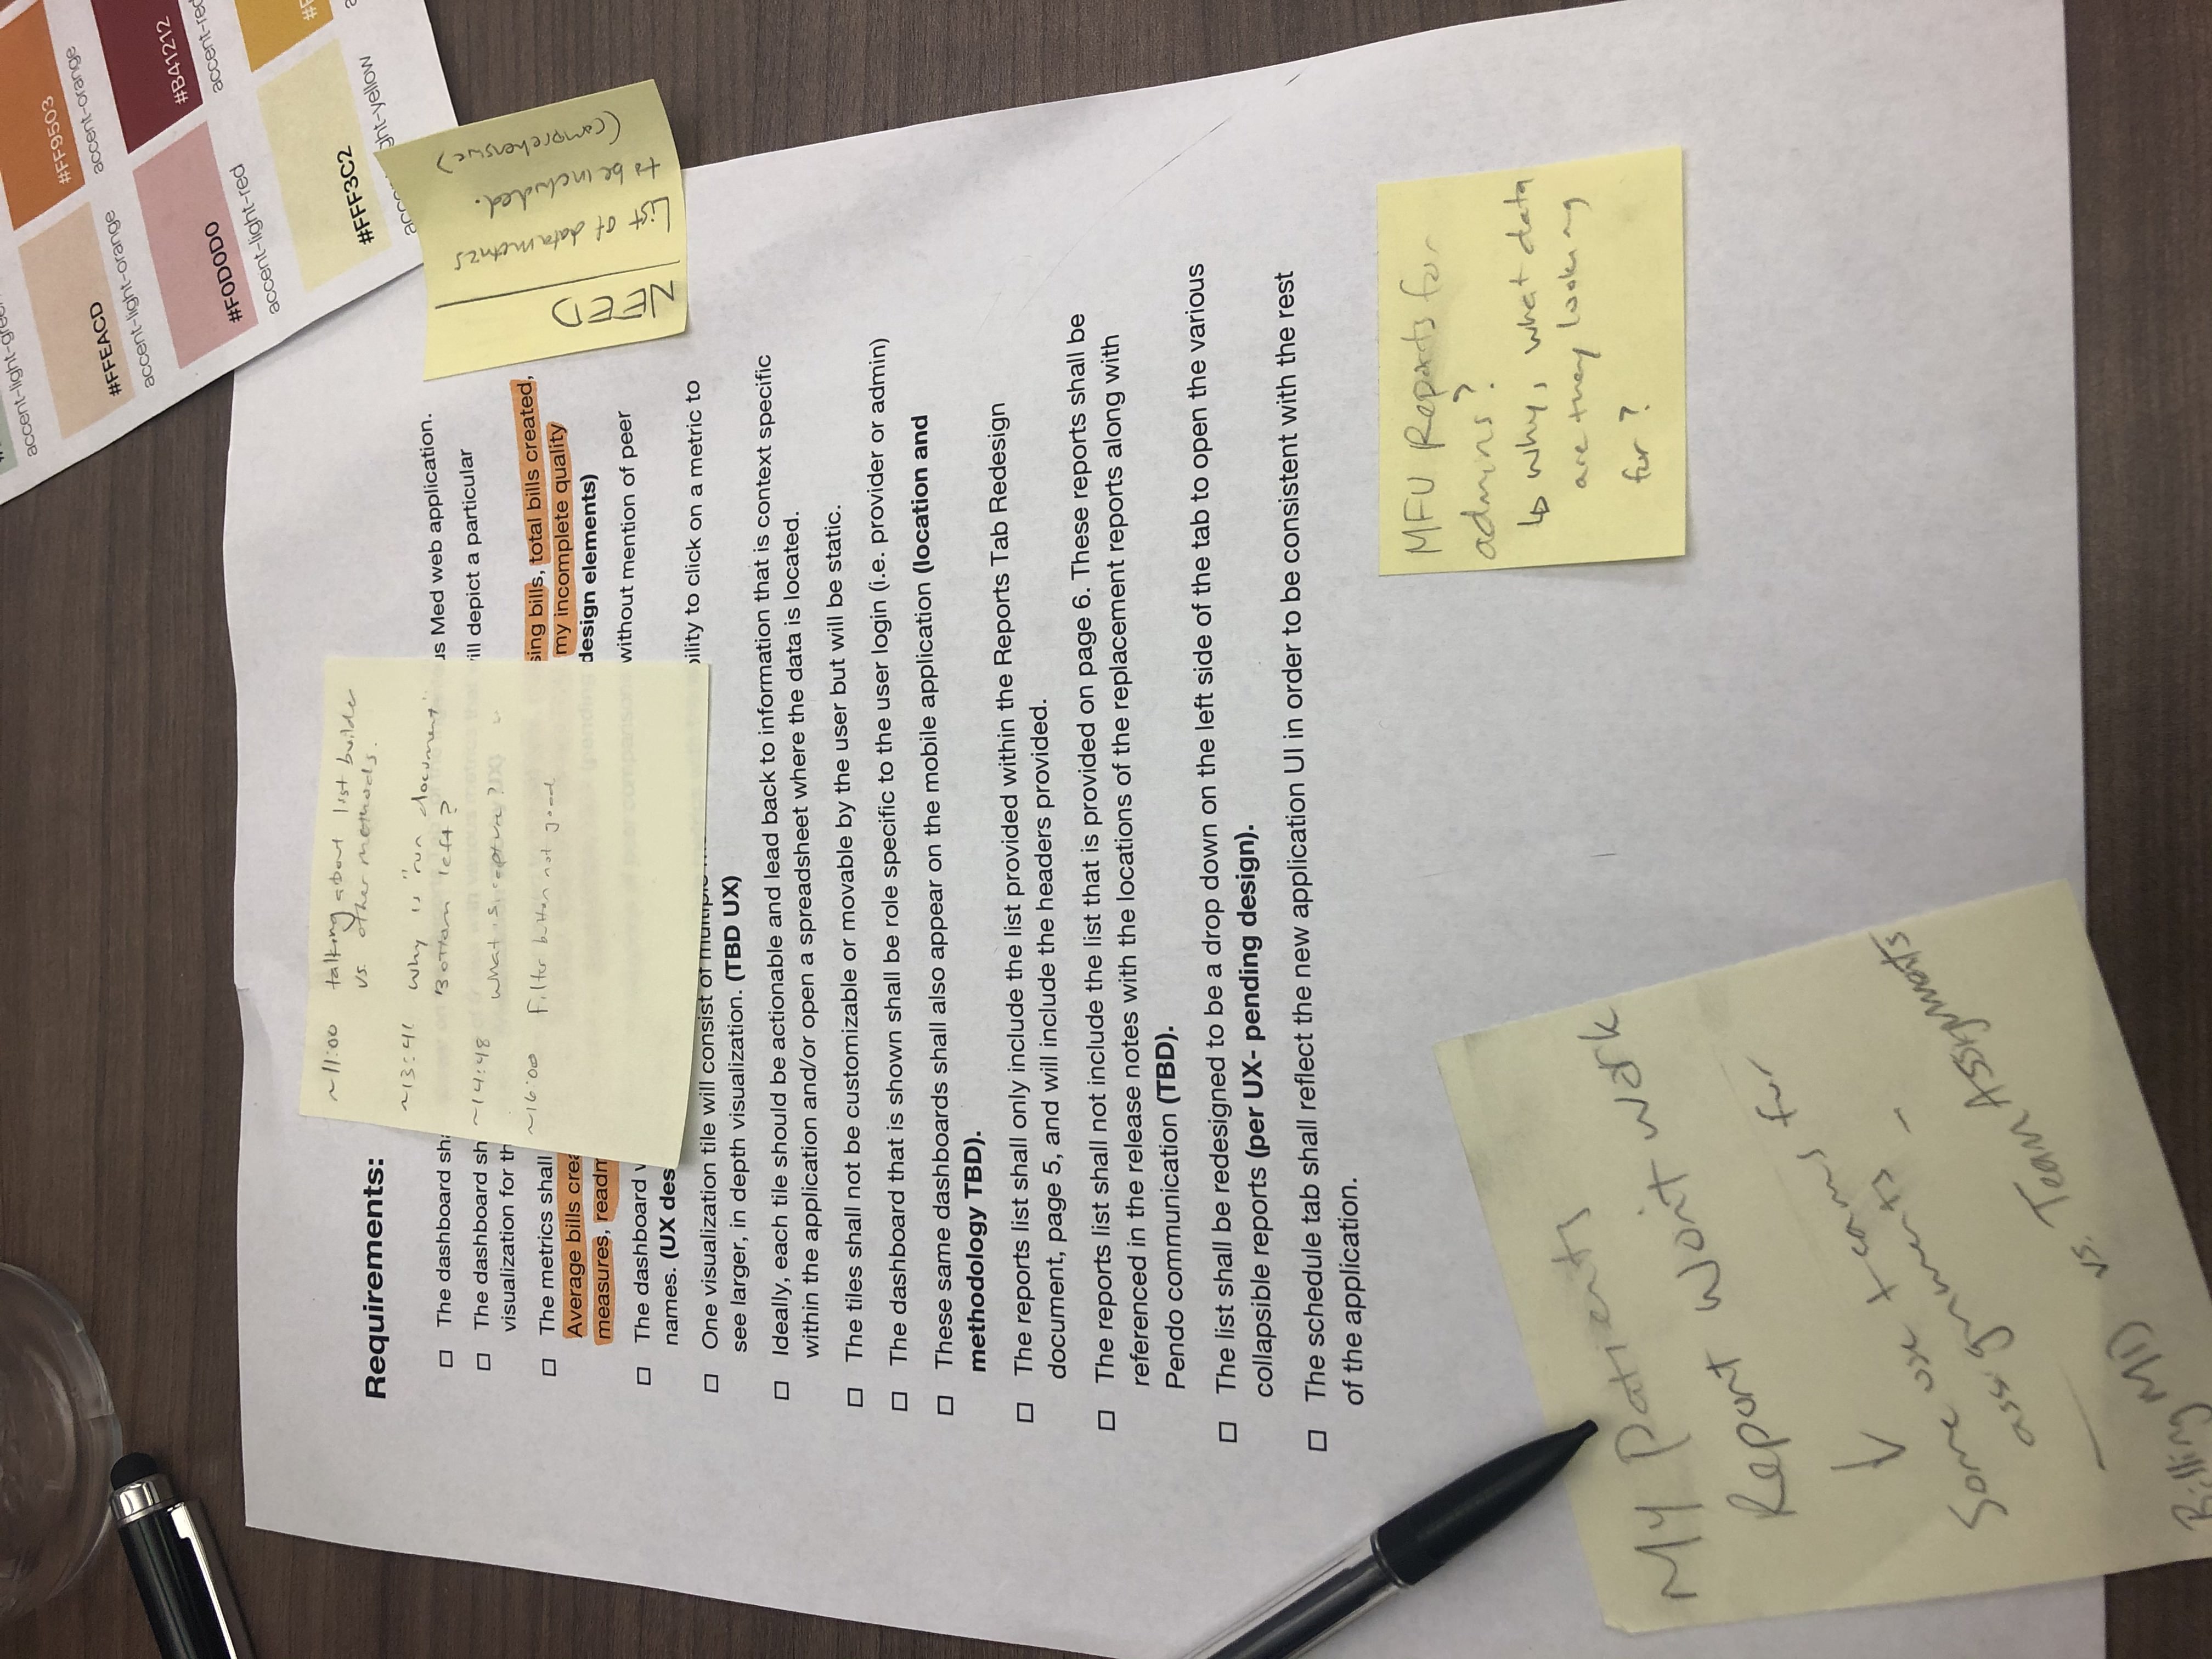 accent-light-gree
#FF9503
accent-orange
#FFEACD
accent-light-orange
#B41212
accent-red
#F0D0D0
accent-light-red
#FFF3C2
ght-yellow
~11:00 talking about list builder
vs. other methods.
~13:41 Why is "run document"
Bottom left?
~14:48 What is capture?
~16:00 Filter button not good
Requirements:
The dashboard sha us Med web application.
The dashboard sh ill depict a particular
visualization for th
The metrics shall sing bills, total bills created,
Average bills crea my incomplete quality
measures, readm design elements)
The dashboard w without mention of peer
names. (UX des
One visualization tile will consist of multiple ility to click on a metric to
see larger, in depth visualization. (TBD UX)
Ideally, each tile should be actionable and lead back to information that is context specific
within the application and/or open a spreadsheet where the data is located.
The tiles shall not be customizable or movable by the user but will be static.
The dashboard that is shown shall be role specific to the user login (i.e. provider or admin)
These same dashboards shall also appear on the mobile application (location and
methodology TBD).
The reports list shall only include the list provided within the Reports Tab Redesign
document, page 5, and will include the headers provided.
The reports list shall not include the list that is provided on page 6. These reports shall be
referenced in the release notes with the locations of the replacement reports along with
Pendo communication (TBD).
The list shall be redesigned to be a drop down on the left side of the tab to open the various
collapsible reports (per UX- pending design).
The schedule tab shall reflect the new application UI in order to be consistent with the rest
of the application.
NEED
List of data metrics
to be included.
(comprehensive)
MFU Reports for
admins?
↳ Why, what data
are they looking
for?
My Patients
Report Won't work
↓
Some use teams for
assignments -
Billing MD vs. Team Assignments